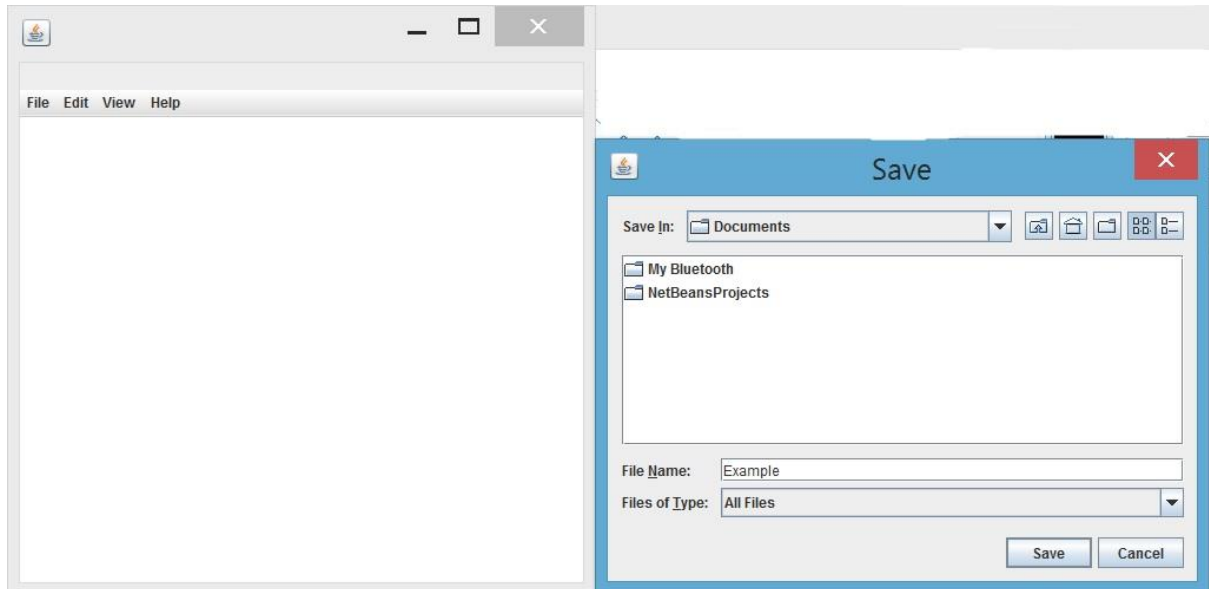 File Edit View Help
Save
Save In: Documents
My Bluetooth
NetBeansProjects
File Name: Example
Files of Type: All Files
Save Cancel